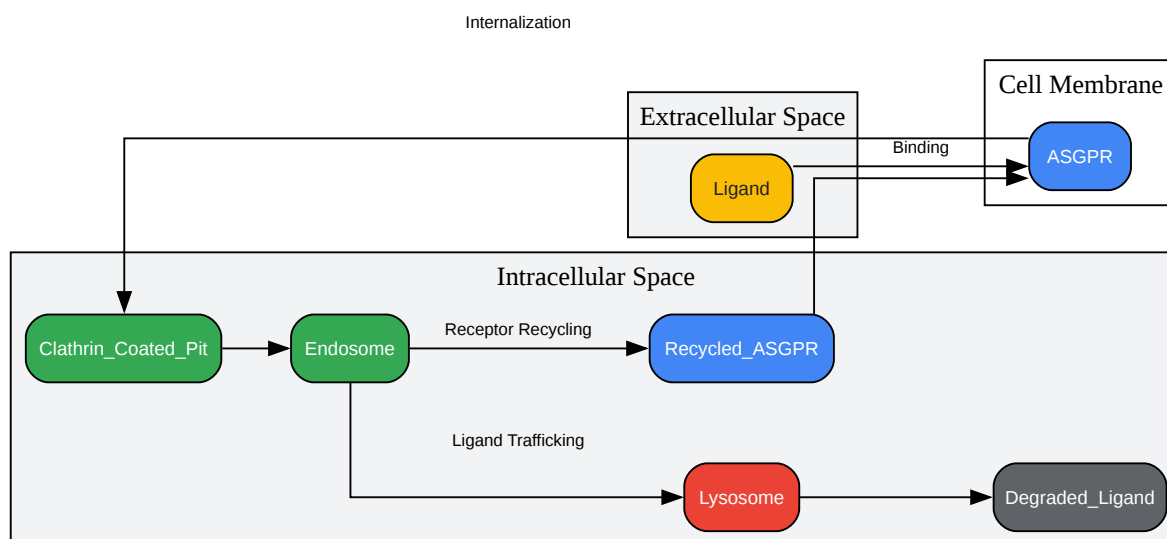 Internalization
Cell Membrane
Extracellular Space
Binding
ASGPR
Ligand
Intracellular Space
Clathrin_Coated_Pit
Endosome
Receptor Recycling
Recycled_ASGPR
Ligand Trafficking
Lysosome
Degraded_Ligand